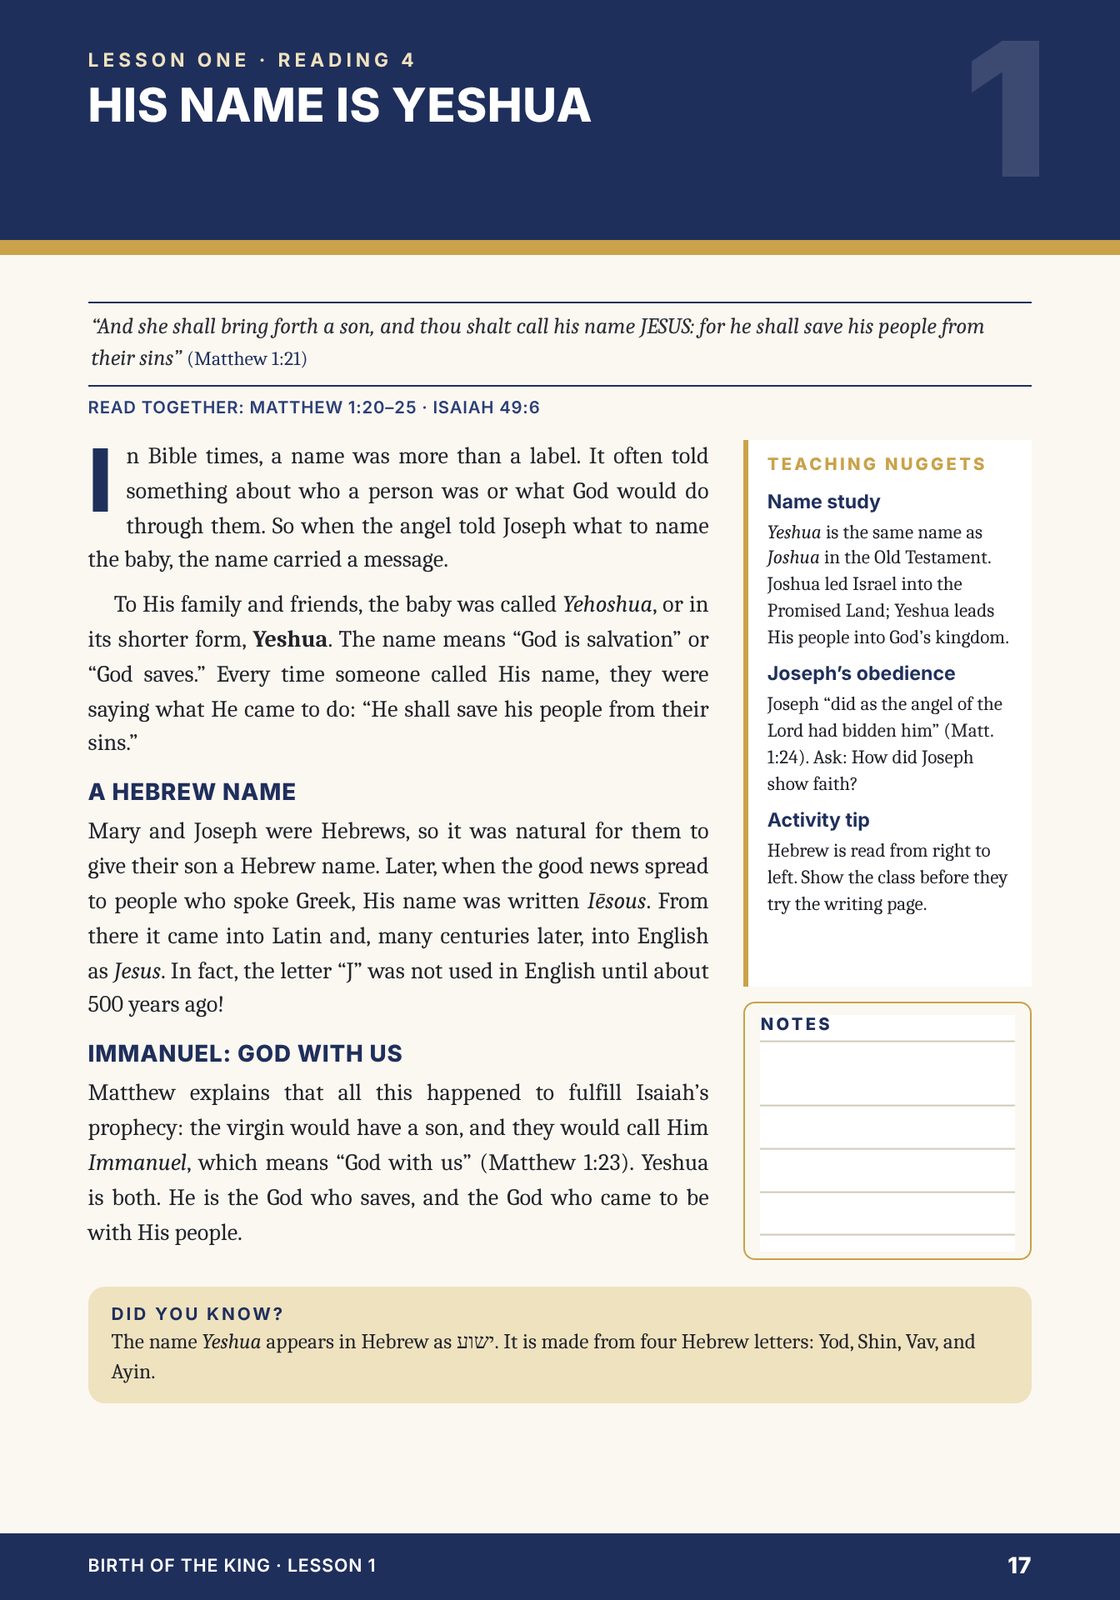 LESSON ONE · READING 4
HIS NAME IS YESHUA
1
“And she shall bring forth a son, and thou shalt call his name JESUS: for he shall save his people from
their sins” (Matthew 1:21)
READ TOGETHER: MATTHEW 1:20–25 · ISAIAH 49:6
In Bible times, a name was more than a label. It often told
something about who a person was or what God would do
through them. So when the angel told Joseph what to name
the baby, the name carried a message.
To His family and friends, the baby was called Yehoshua, or in
its shorter form, Yeshua. The name means “God is salvation” or
“God saves.” Every time someone called His name, they were
saying what He came to do: “He shall save his people from their
sins.”
A HEBREW NAME
Mary and Joseph were Hebrews, so it was natural for them to
give their son a Hebrew name. Later, when the good news spread
to people who spoke Greek, His name was written Iēsous. From
there it came into Latin and, many centuries later, into English
as Jesus. In fact, the letter “J” was not used in English until about
500 years ago!
IMMANUEL: GOD WITH US
Matthew explains that all this happened to fulfill Isaiah’s
prophecy: the virgin would have a son, and they would call Him
Immanuel, which means “God with us” (Matthew 1:23). Yeshua
is both. He is the God who saves, and the God who came to be
with His people.
TEACHING NUGGETS
Name study
Yeshua is the same name as
Joshua in the Old Testament.
Joshua led Israel into the
Promised Land; Yeshua leads
His people into God’s kingdom.
Joseph’s obedience
Joseph “did as the angel of the
Lord had bidden him” (Matt.
1:24). Ask: How did Joseph
show faith?
Activity tip
Hebrew is read from right to
left. Show the class before they
try the writing page.
NOTES
DID YOU KNOW?
The name Yeshua appears in Hebrew as ישוע. It is made from four Hebrew letters: Yod, Shin, Vav, and
Ayin.
BIRTH OF THE KING · LESSON 1
17